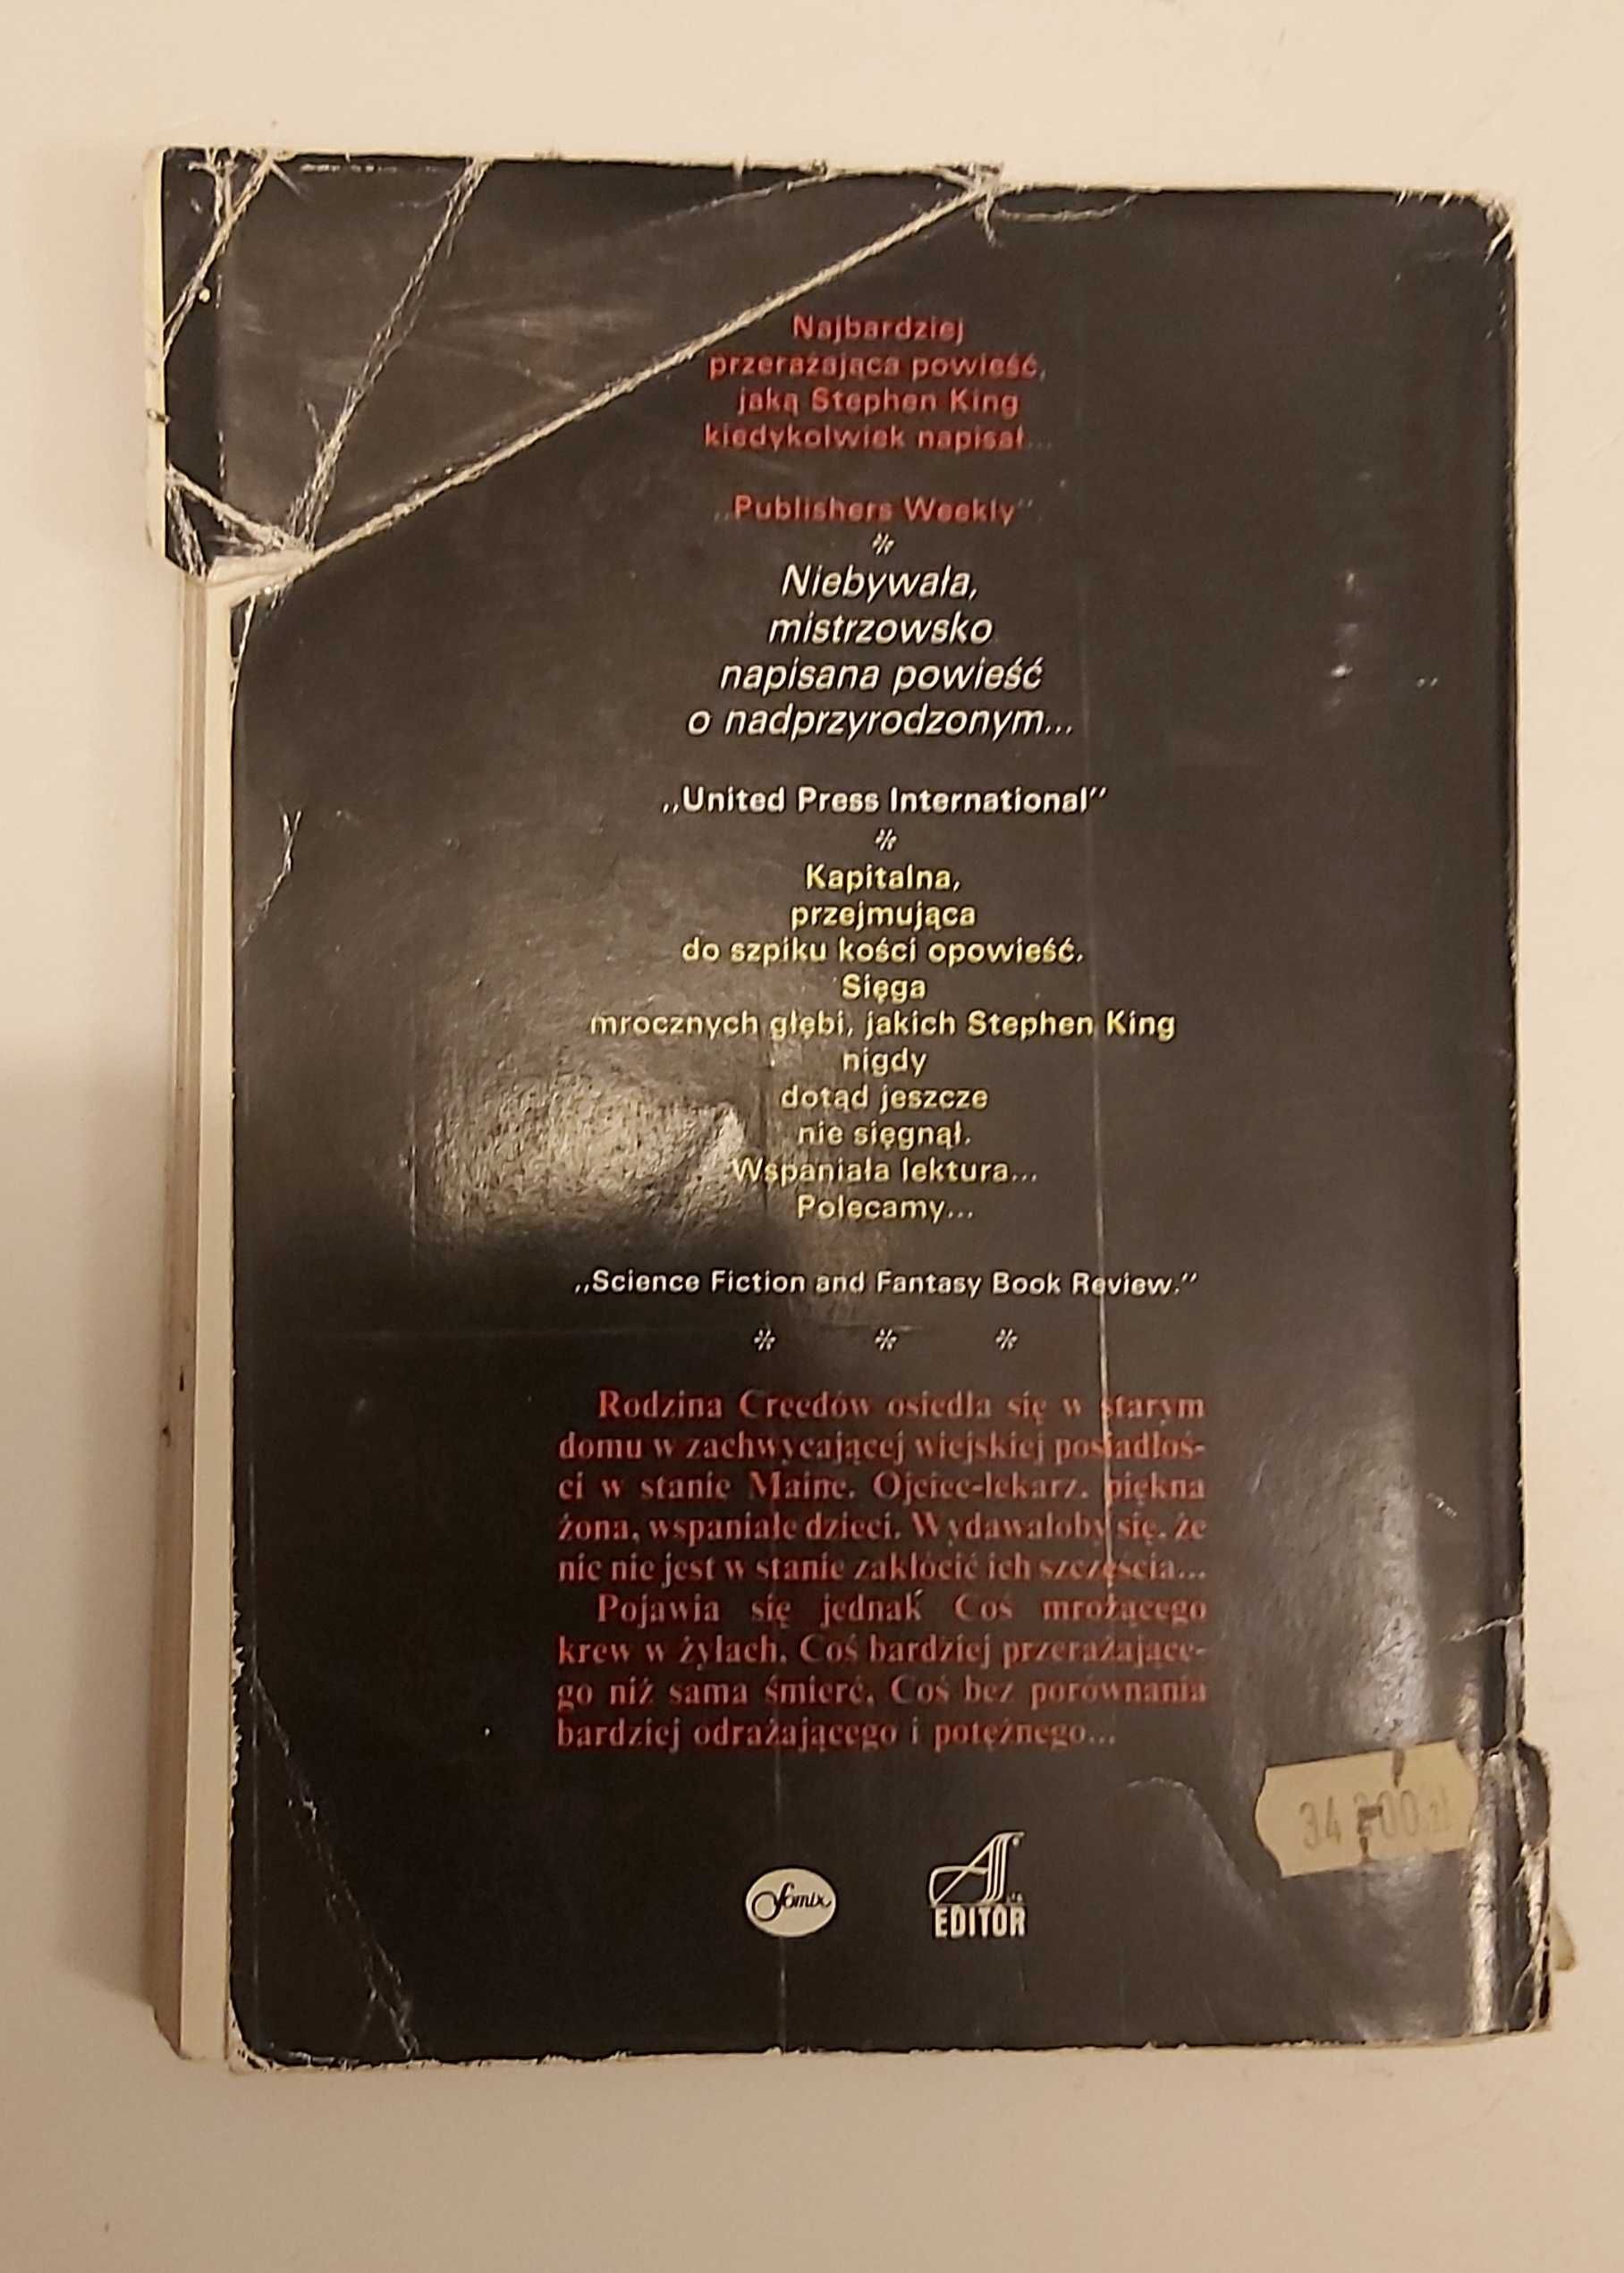 Najbardziej
przerażająca powieść,
jaką Stephen King
kiedykolwiek napisał...
„Publishers Weekly”
*
Niebywała,
mistrzowsko
napisana powieść
o nadprzyrodzonym...
„United Press International”
*
Kapitalna,
przejmująca
do szpiku kości opowieść.
Sięga
mrocznych głębi, jakich Stephen King
nigdy
dotąd jeszcze
nie sięgnął.
Wspaniała lektura...
Polecamy...
„Science Fiction and Fantasy Book Review.”
* * *
Rodzina Creedów osiedla się w starym
domu w zachwycającej wiejskiej posiadłoś-
ci w stanie Maine. Ojciec-lekarz, piękna
żona, wspaniałe dzieci. Wydawałoby się, że
nic nie jest w stanie zakłócić ich szczęścia...
Pojawia się jednak Coś mrożącego
krew w żyłach. Coś bardziej przerażające-
go niż sama śmierć. Coś bez porównania
bardziej odrażającego i potężnego...
Somix
EDITOR